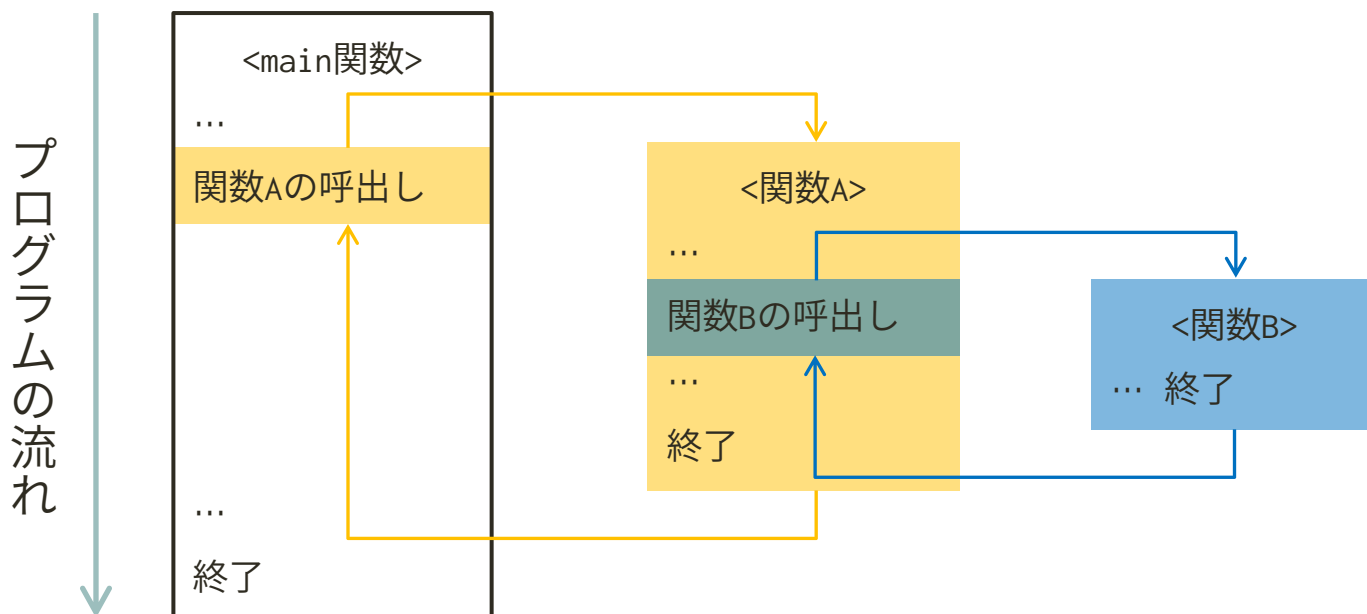 プログラムの流れ
<main関数>
…
関数Aの呼出し
…
終了
<関数A>
…
関数Bの呼出し
…
終了
<関数B>
… 終了